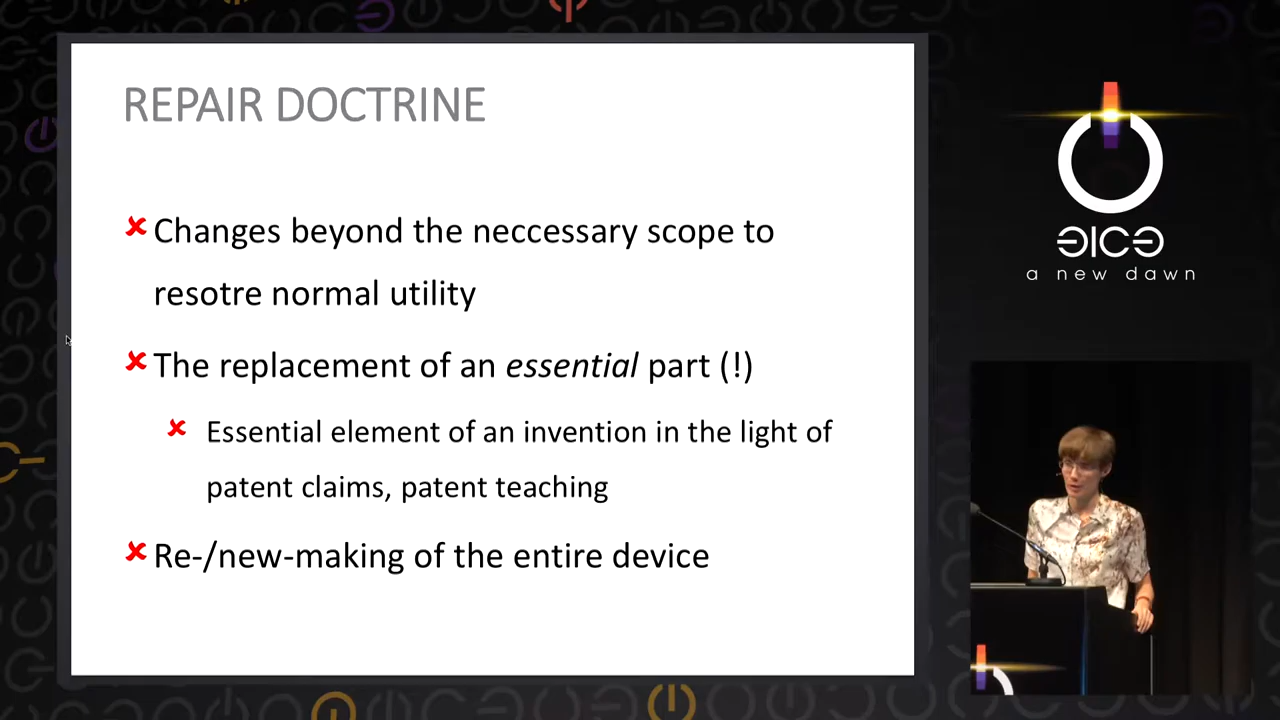 REPAIR DOCTRINE
Changes beyond the neccessary scope to
resotre normal utility
The replacement of an essential part (!)
Essential element of an invention in the light of
patent claims, patent teaching
Re-/new-making of the entire device
a new dawn